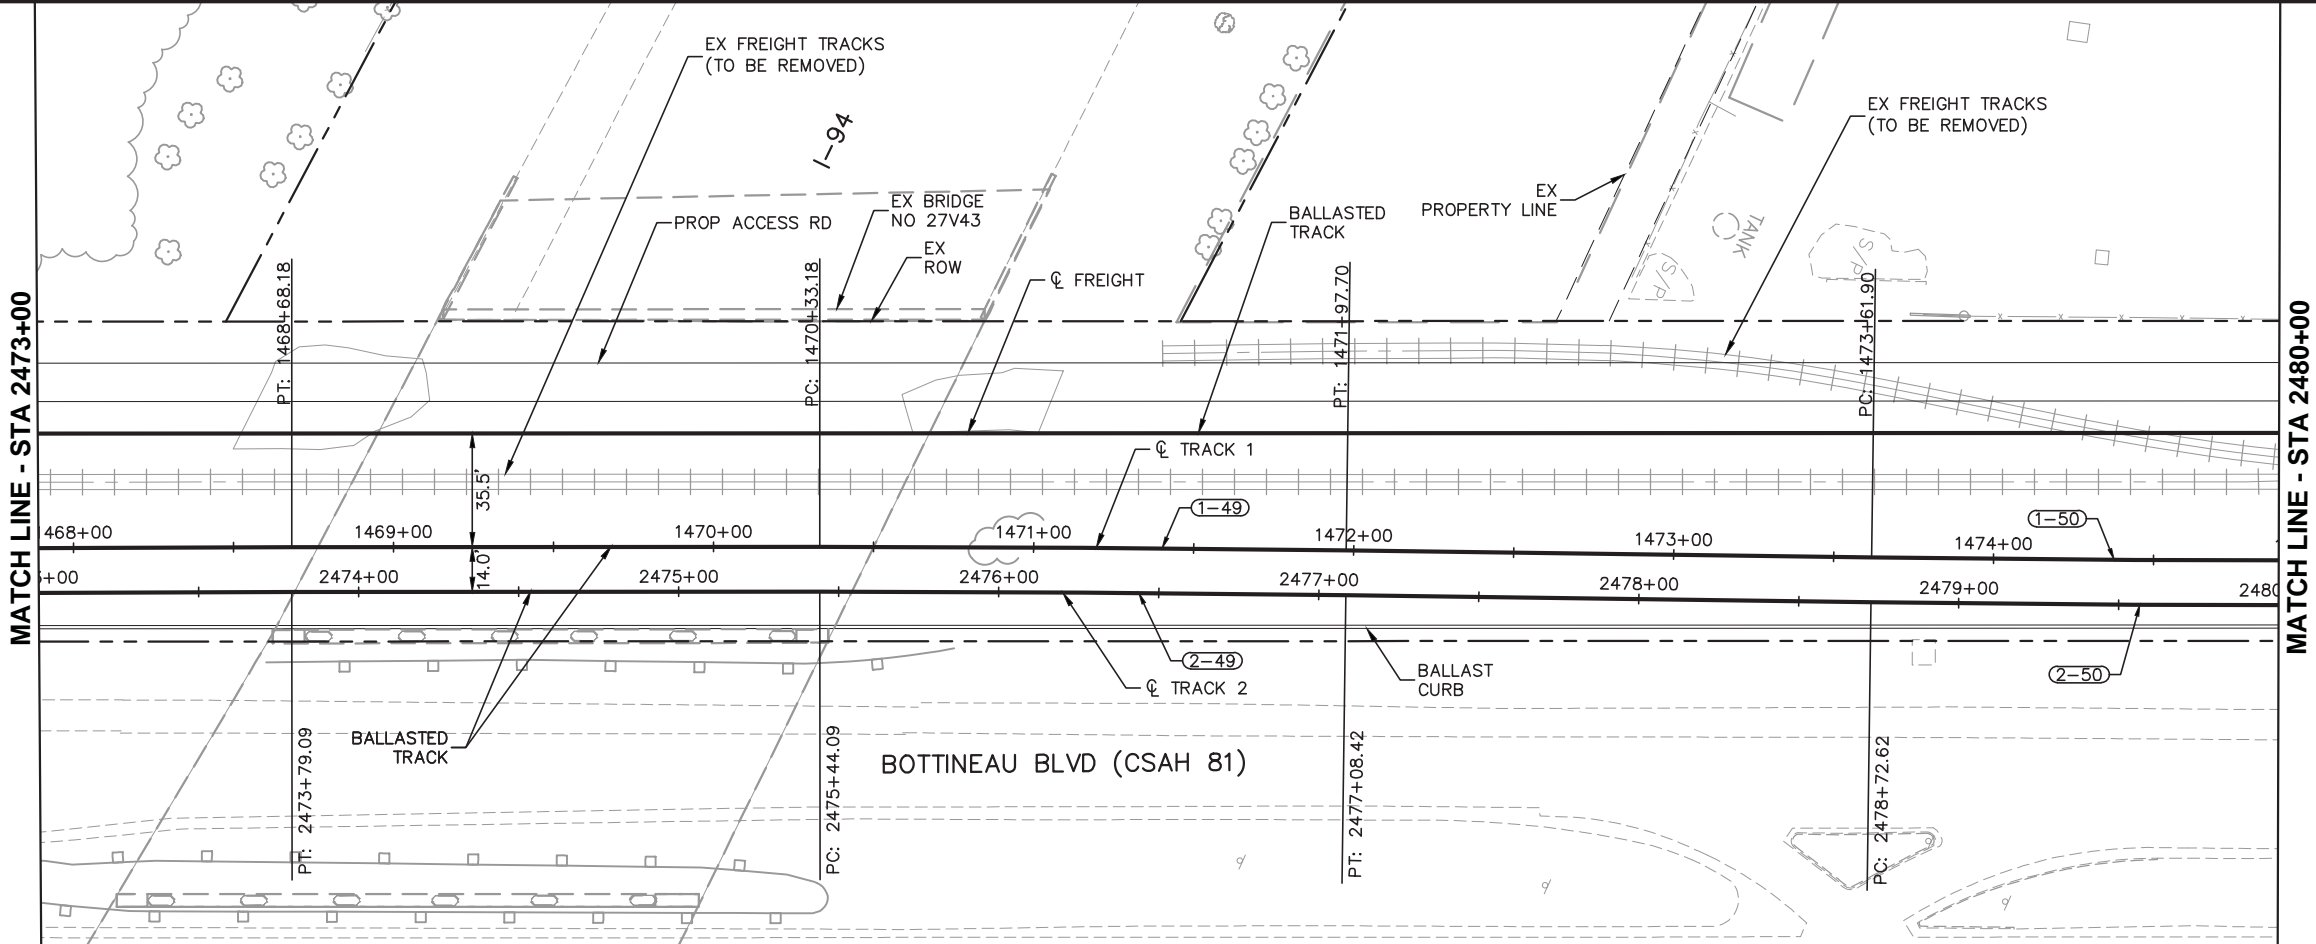 EX FREIGHT TRACKS
(TO BE REMOVED)
I-94
EX FREIGHT TRACKS
(TO BE REMOVED)
PROP ACCESS RD
EX BRIDGE
NO 27V43
EX
ROW
℄ FREIGHT
BALLASTED
TRACK
EX
PROPERTY LINE
TANK
S/P
S/P
MATCH LINE - STA 2473+00
PT: 1468+68.18
PC: 1470+33.18
PT: 1471+97.70
PC: 1473+61.90
MATCH LINE - STA 2480+00
35.5'
℄ TRACK 1
1-49
1-50
468+00
1469+00
1470+00
1471+00
1472+00
1473+00
1474+00
14.0'
+00
2474+00
2475+00
2476+00
2477+00
2478+00
2479+00
2480
2-49
℄ TRACK 2
BALLAST
CURB
2-50
BALLASTED
TRACK
PT: 2473+79.09
PC: 2475+44.09
BOTTINEAU BLVD (CSAH 81)
PT: 2477+08.42
PC: 2478+72.62